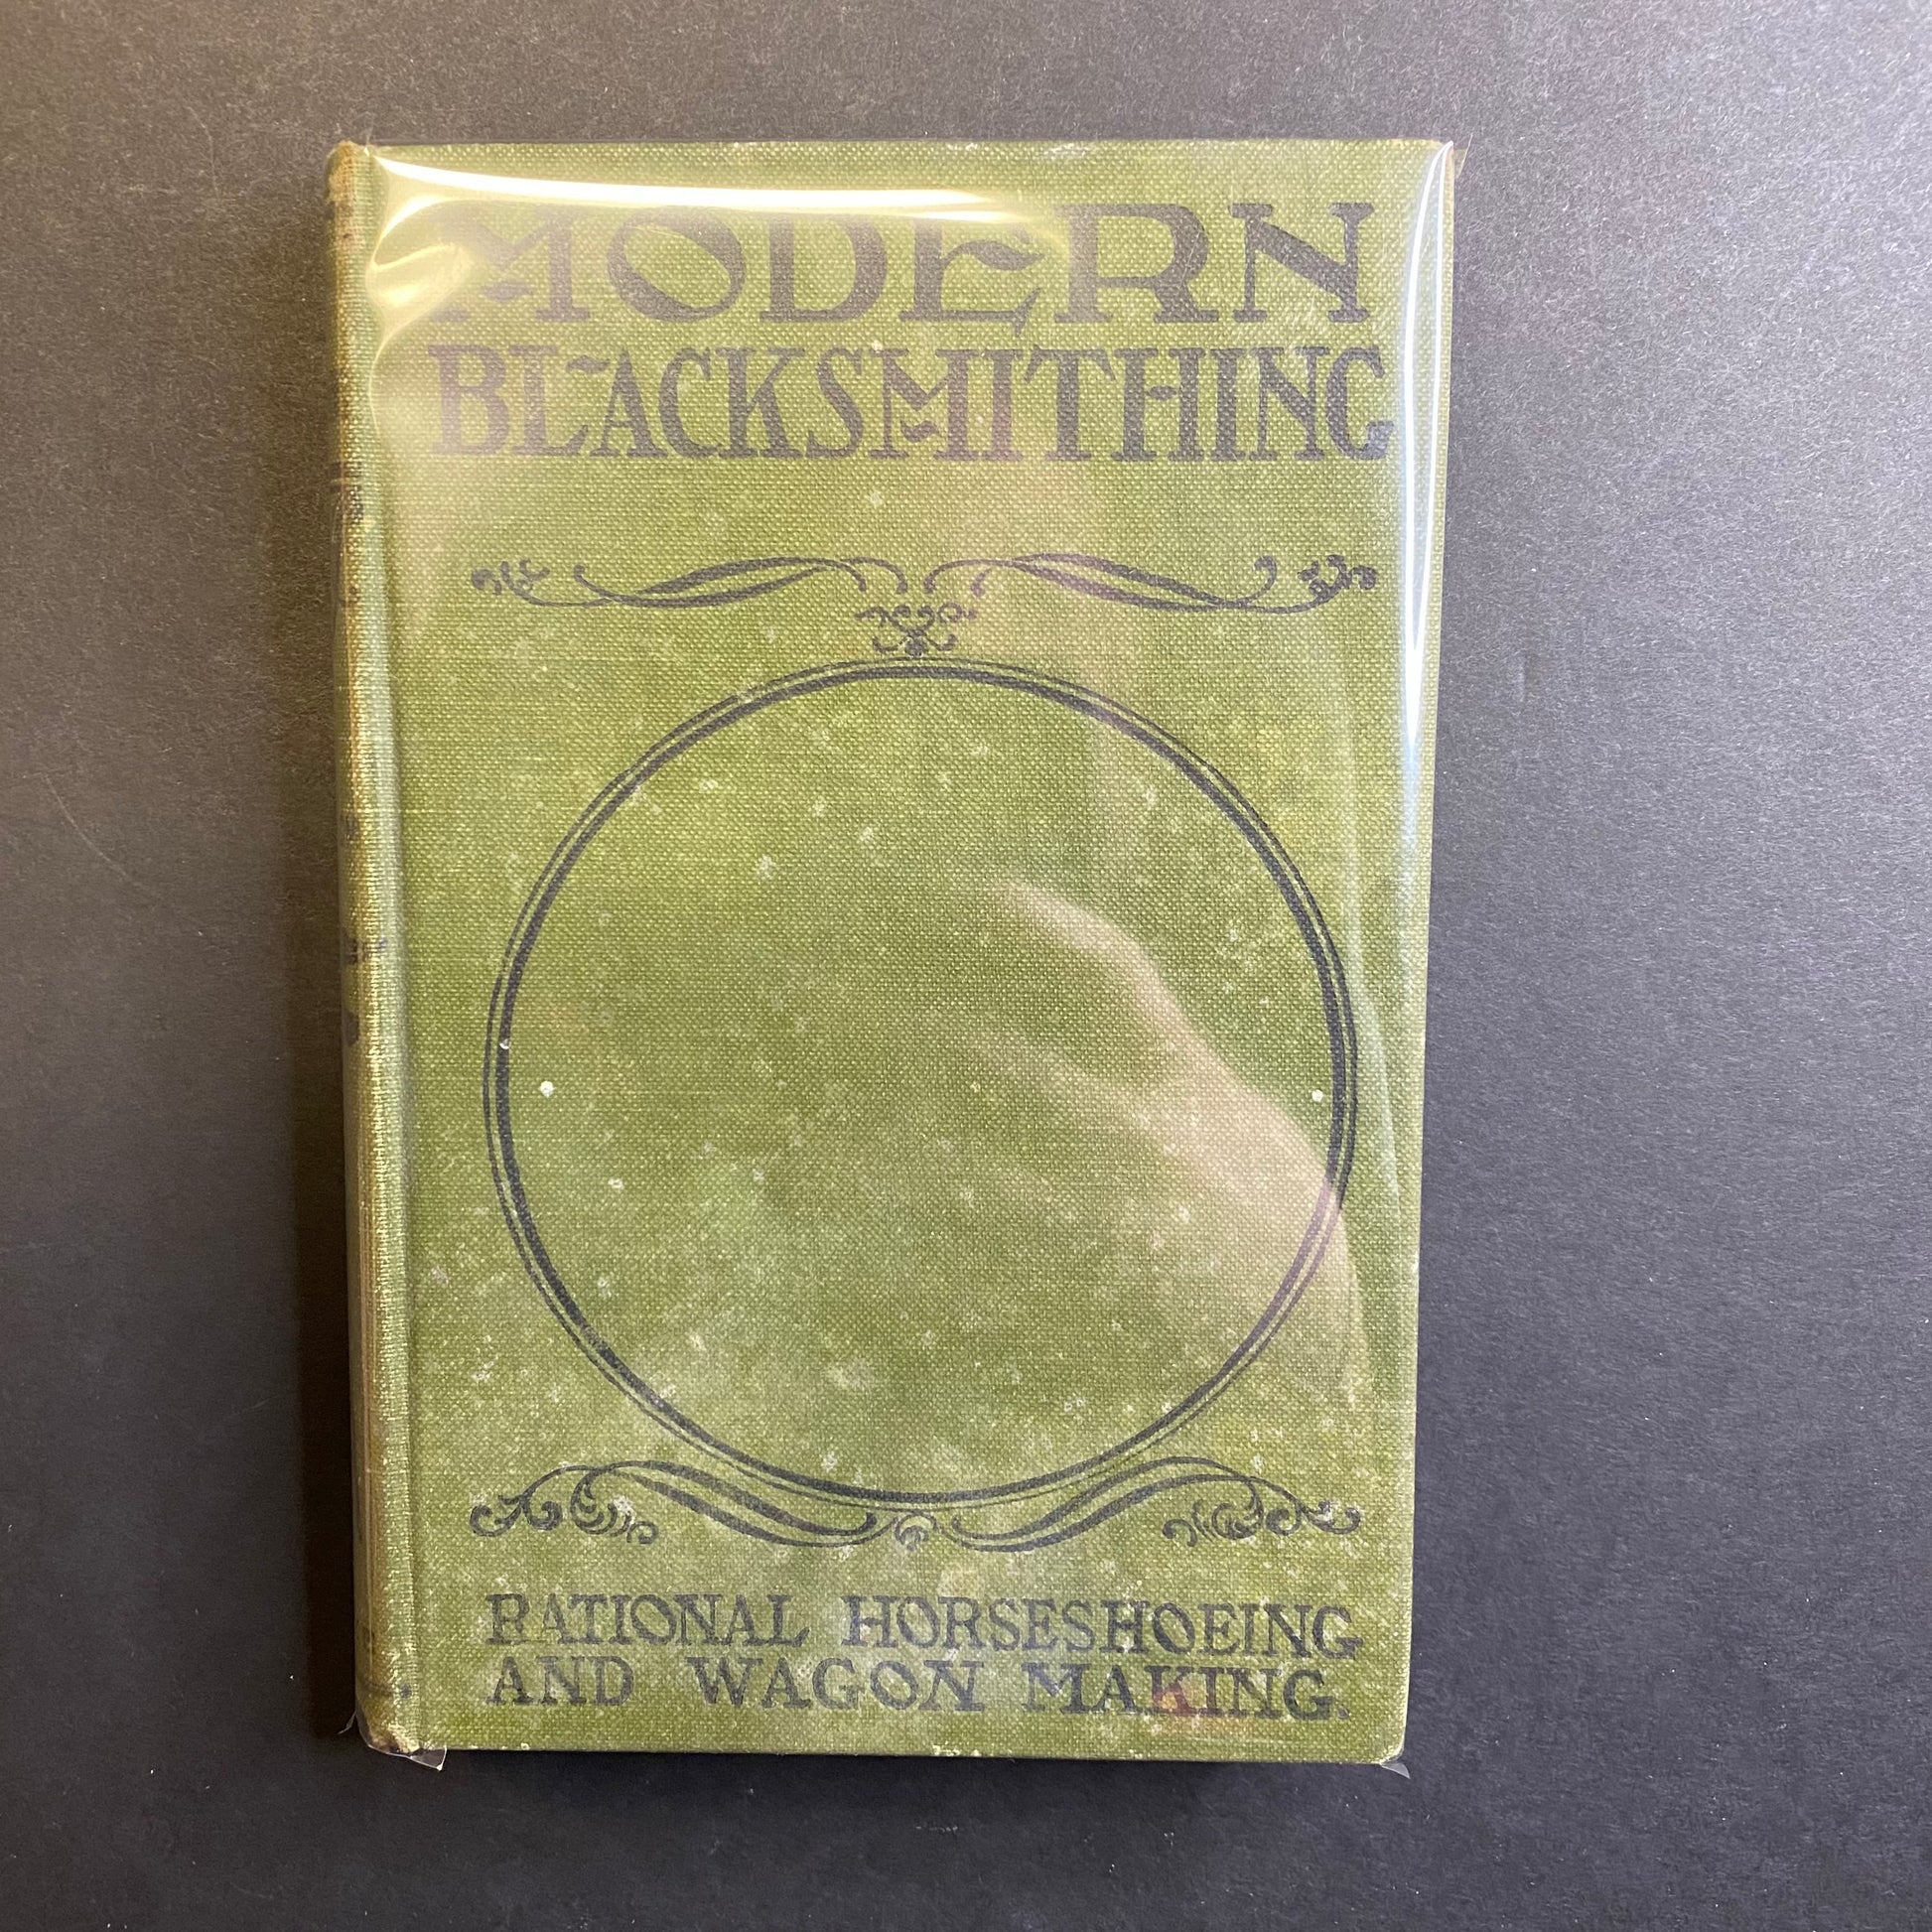 MODERN
BLACKSMITHING
RATIONAL HORSESHOEING
AND WAGON MAKING.